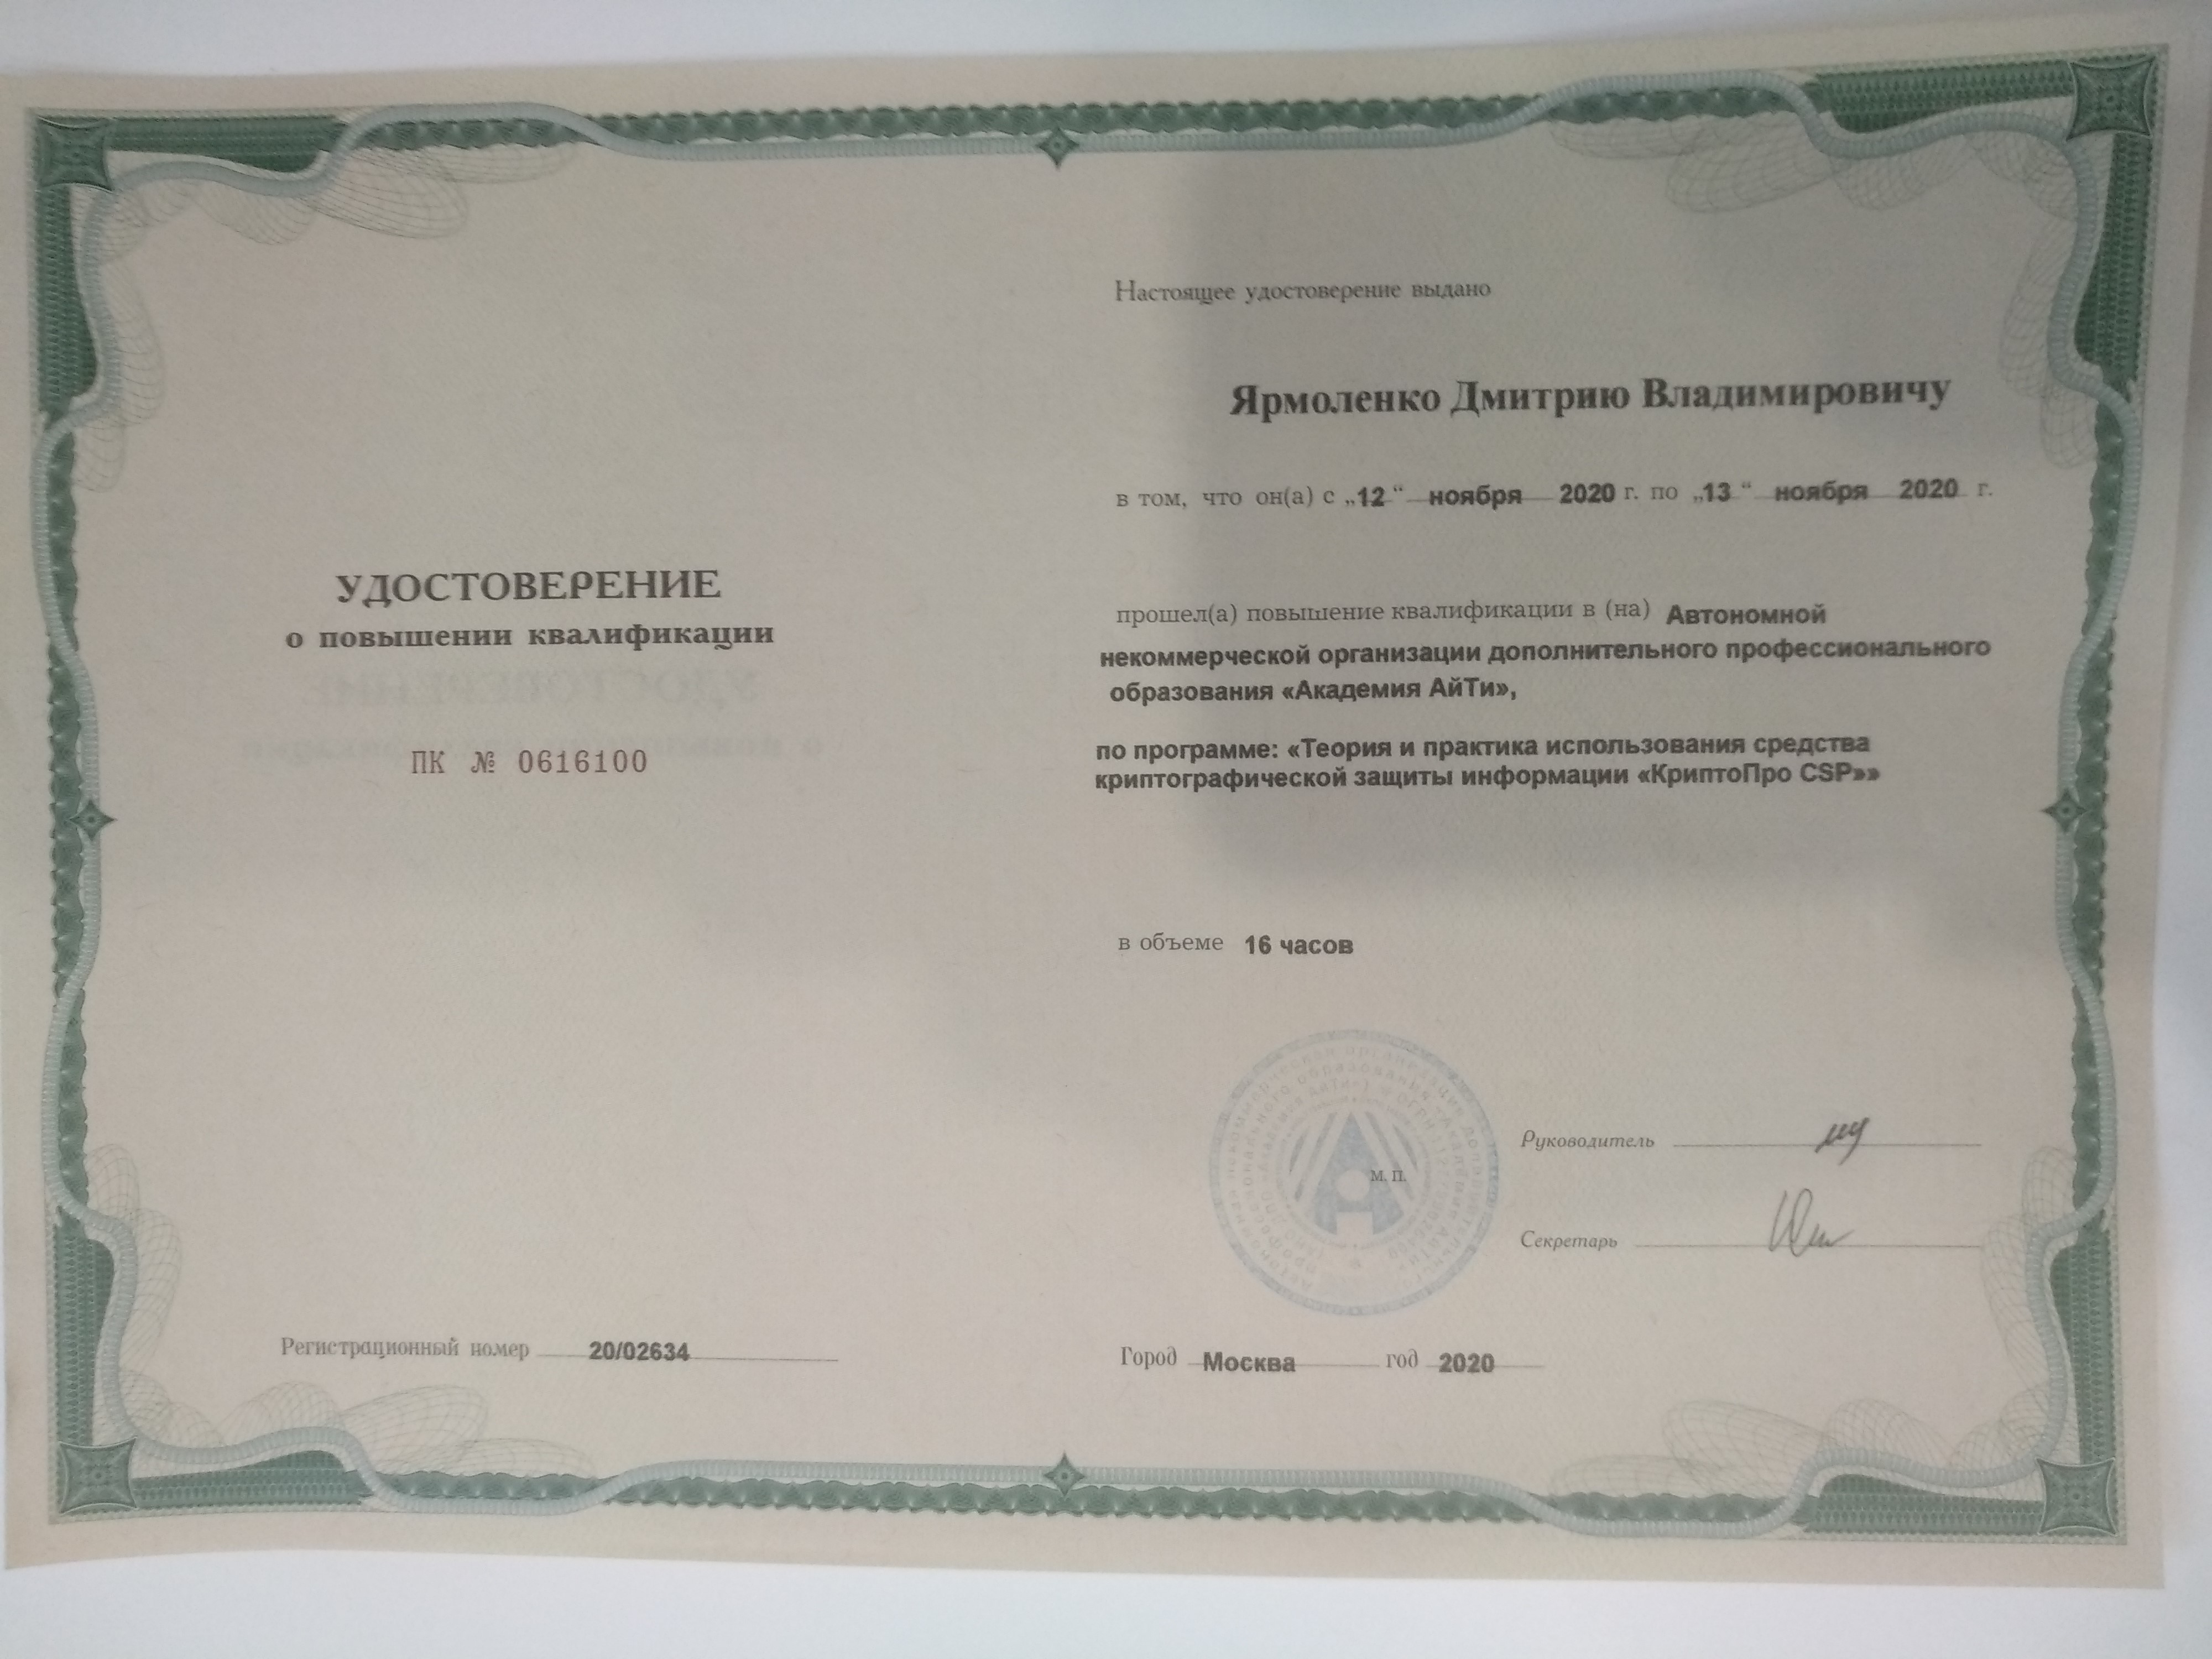 УДОСТОВЕРЕНИЕ
о повышении квалификации
ПК № 0616100
Регистрационный номер 20/02634
Настоящее удостоверение выдано
Ярмоленко Дмитрию Владимировичу
в том, что он(а) с „12“ ноября 2020 г. по „13“ ноября 2020 г.
прошел(а) повышение квалификации в (на) Автономной
некоммерческой организации дополнительного профессионального
образования «Академия АйТи»,
по программе: «Теория и практика использования средства
криптографической защиты информации «КриптоПро CSP»»
в объеме 16 часов
М. П.
Руководитель
Секретарь
Город Москва год 2020